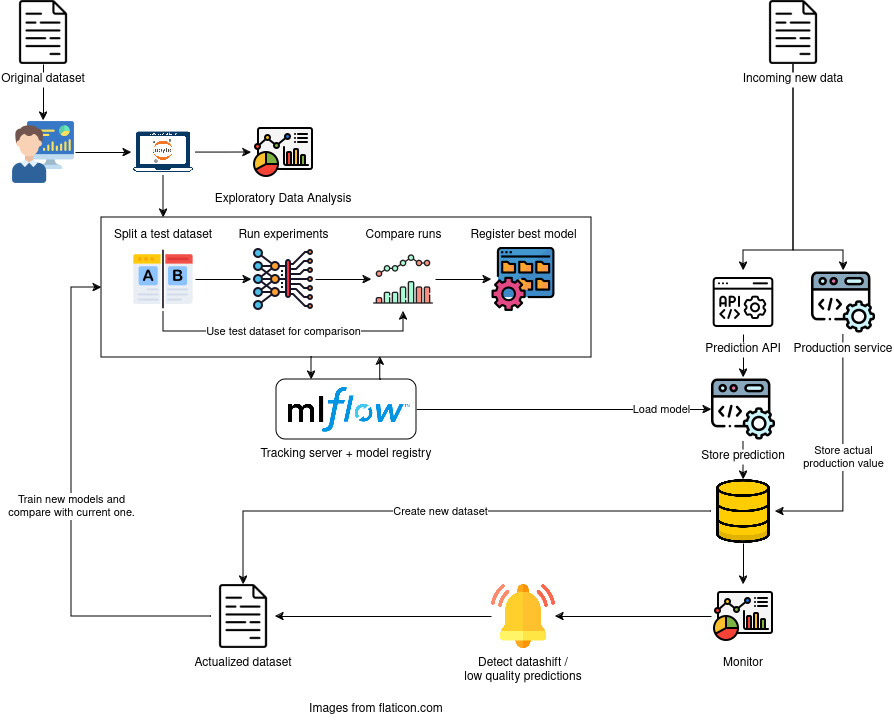 Original dataset
Incoming new data
jupyter
Exploratory Data Analysis
Split a test dataset
Run experiments
Compare runs
Register best model
A B
Use test dataset for comparison
API
Prediction API
Production service
mlflow™
Load model
Tracking server + model registry
Store prediction
Store actual
production value
Train new models and
compare with current one.
Create new dataset
Actualized dataset
Detect datashift /
low quality predictions
Monitor
Images from flaticon.com